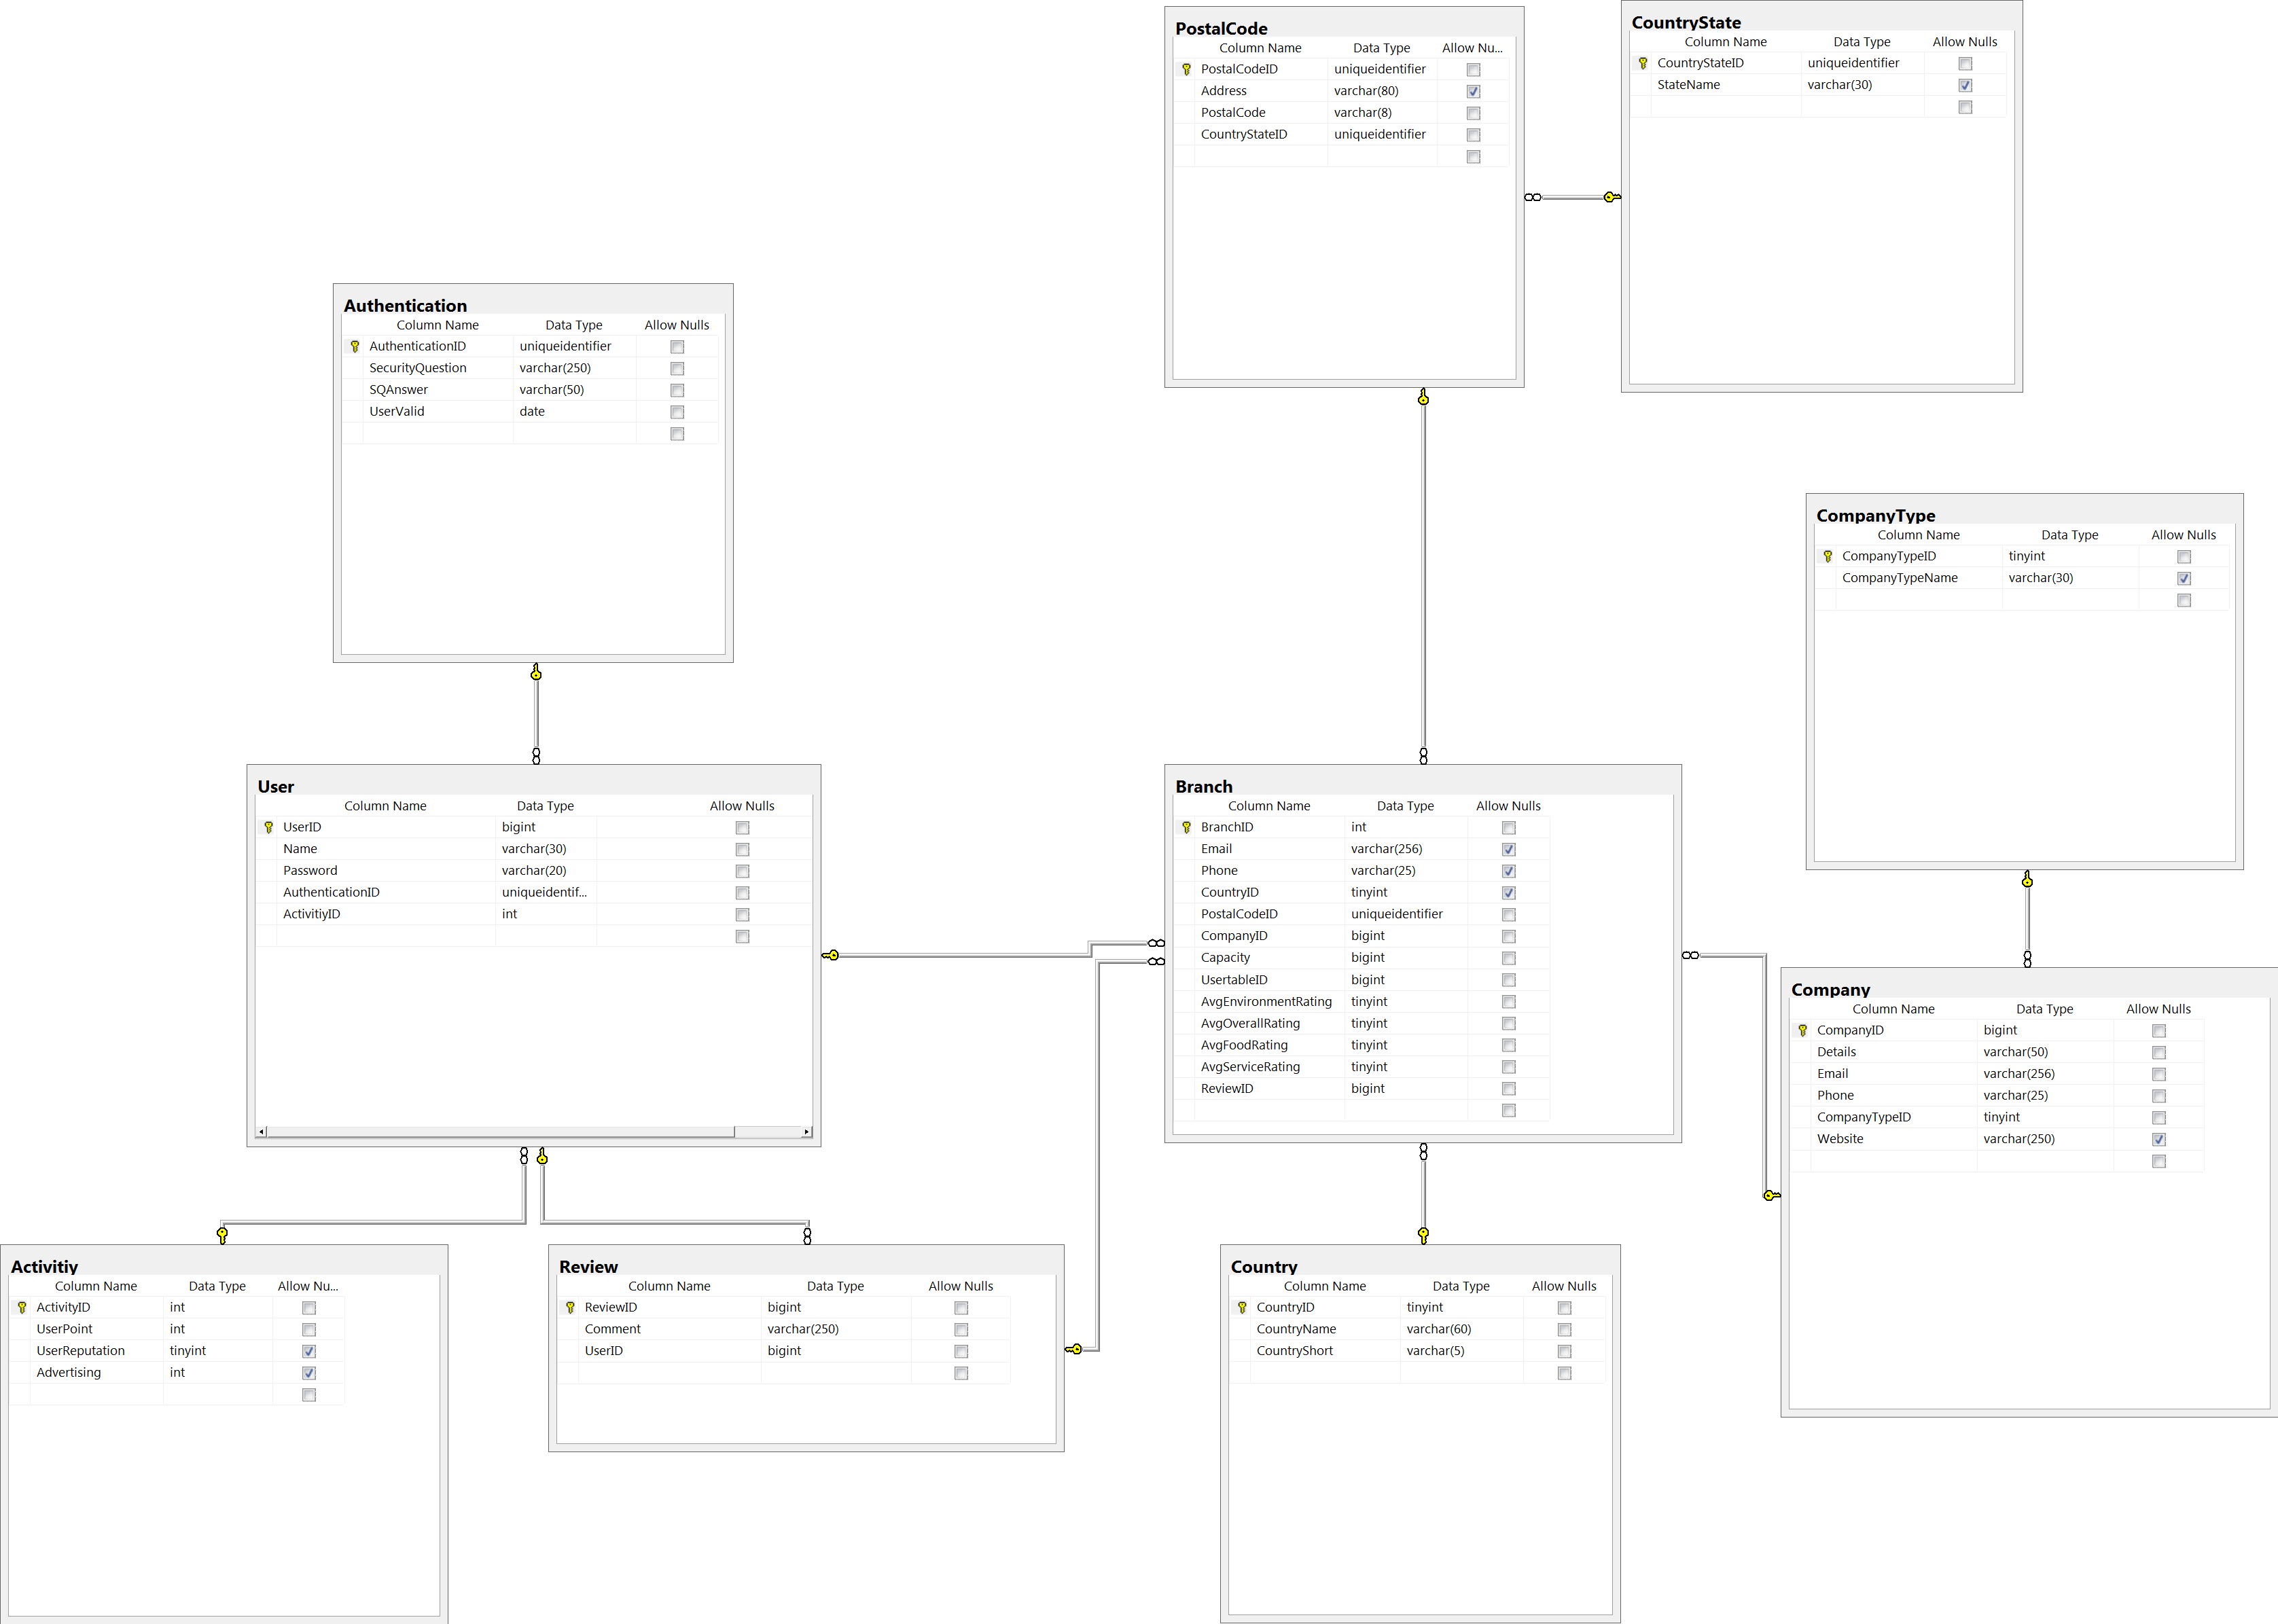 PostalCode
Column Name Data Type Allow Nu...
PostalCodeID uniqueidentifier
Address varchar(80)
PostalCode varchar(8)
CountryStateID uniqueidentifier
CountryState
Column Name Data Type Allow Nulls
CountryStateID uniqueidentifier
StateName varchar(30)
Authentication
Column Name Data Type Allow Nulls
AuthenticationID uniqueidentifier
SecurityQuestion varchar(250)
SQAnswer varchar(50)
UserValid date
CompanyType
Column Name Data Type Allow Nulls
CompanyTypeID tinyint
CompanyTypeName varchar(30)
User
Column Name Data Type Allow Nulls
UserID bigint
Name varchar(30)
Password varchar(20)
AuthenticationID uniqueidentif...
ActivitiyID int
Branch
Column Name Data Type Allow Nulls
BranchID int
Email varchar(256)
Phone varchar(25)
CountryID tinyint
PostalCodeID uniqueidentifier
CompanyID bigint
Capacity bigint
UsertableID bigint
AvgEnvironmentRating tinyint
AvgOverallRating tinyint
AvgFoodRating tinyint
AvgServiceRating tinyint
ReviewID bigint
Company
Column Name Data Type Allow Nulls
CompanyID bigint
Details varchar(50)
Email varchar(256)
Phone varchar(25)
CompanyTypeID tinyint
Website varchar(250)
Activitiy
Column Name Data Type Allow Nu...
ActivityID int
UserPoint int
UserReputation tinyint
Advertising int
Review
Column Name Data Type Allow Nulls
ReviewID bigint
Comment varchar(250)
UserID bigint
Country
Column Name Data Type Allow Nulls
CountryID tinyint
CountryName varchar(60)
CountryShort varchar(5)